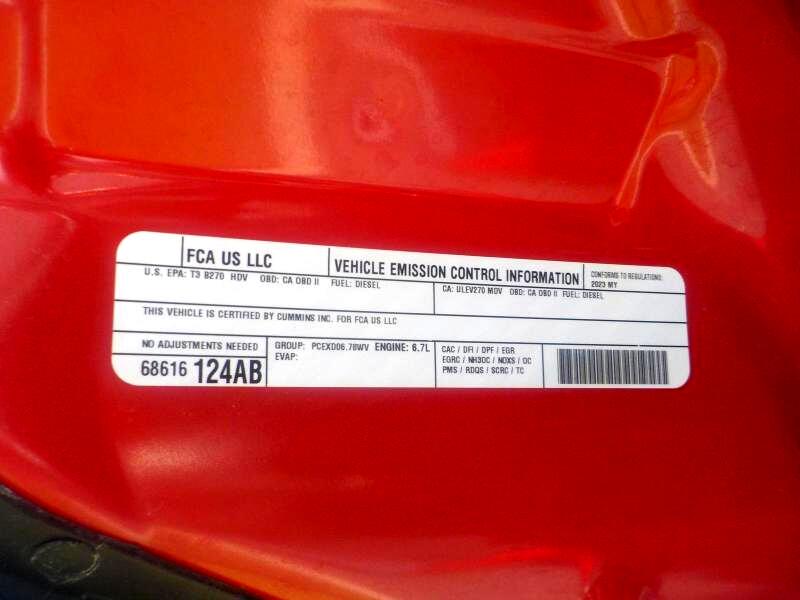 FCA US LLC
VEHICLE EMISSION CONTROL INFORMATION
CONFORMS TO REGULATIONS:
2023 MY
U.S. EPA: T3 B270 HDV OBD: CA OBD II FUEL: DIESEL
CA: ULEV270 MDV OBD: CA OBD II FUEL: DIESEL
THIS VEHICLE IS CERTIFIED BY CUMMINS INC. FOR FCA US LLC
NO ADJUSTMENTS NEEDED
68616 124AB
GROUP: PCEXD06.78WV ENGINE: 6.7L
EVAP:
CAC / DFI / DPF / EGR
EGRC / NH3OC / NOXS / OC
PMS / RDQS / SCRC / TC